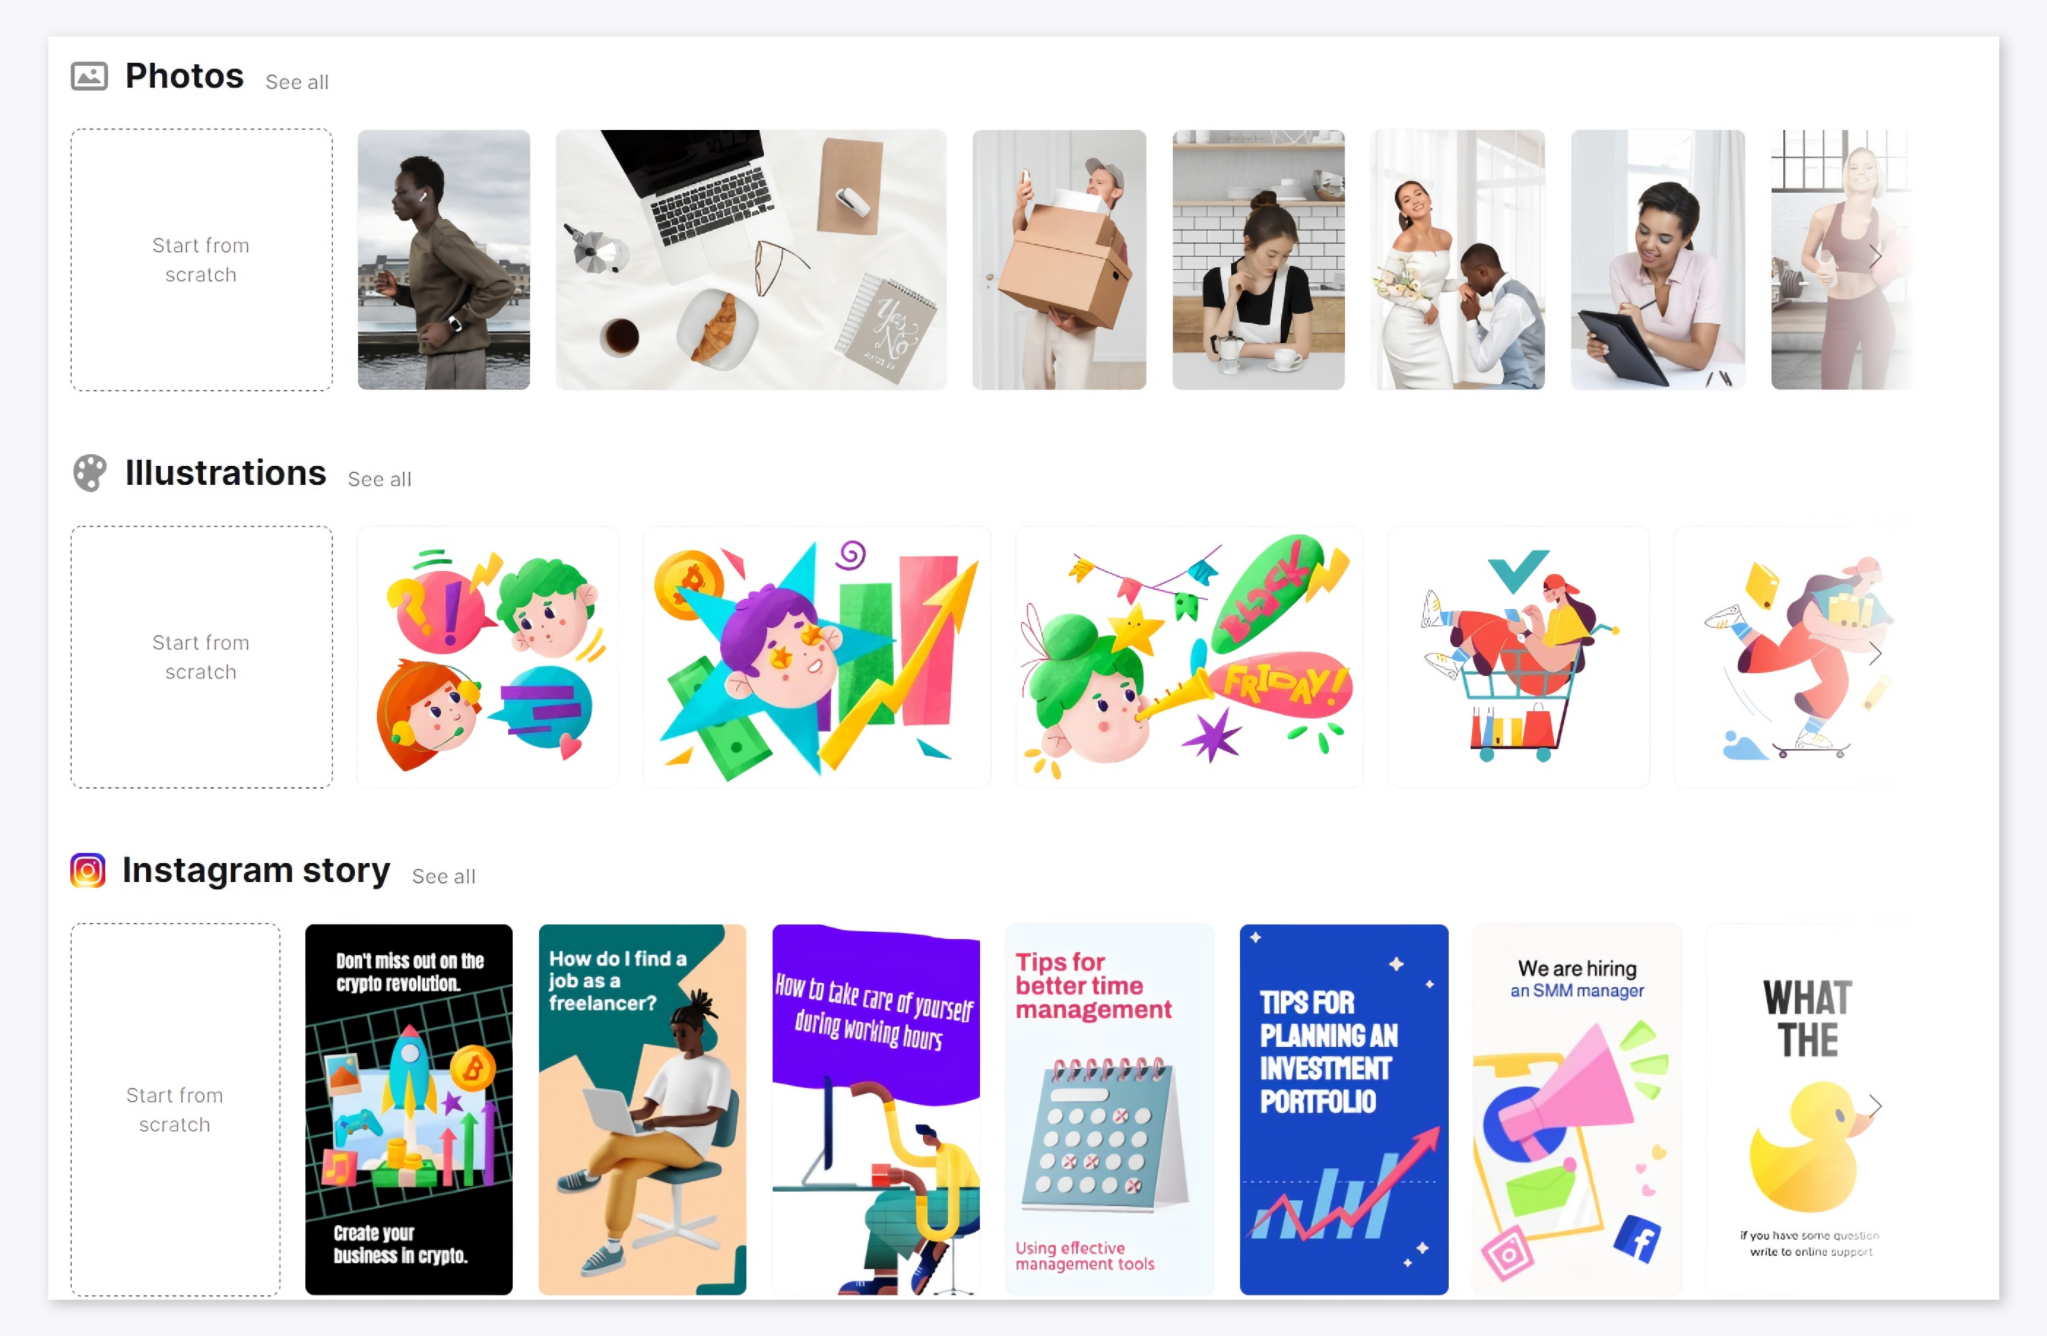 Photos See all
Start from
scratch
Yes
No
Illustrations See all
Start from
scratch
?!
BLACK
FRIDAY!
Instagram story See all
Start from
scratch
Don't miss out on the
crypto revolution.
Create your
business in crypto.
How do I find a
job as a
freelancer?
How to take care of yourself
during working hours
Tips for
better time
management
Using effective
management tools
TIPS FOR
PLANNING AN
INVESTMENT
PORTFOLIO
We are hiring
an SMM manager
WHAT
THE
if you have some question
write to online support